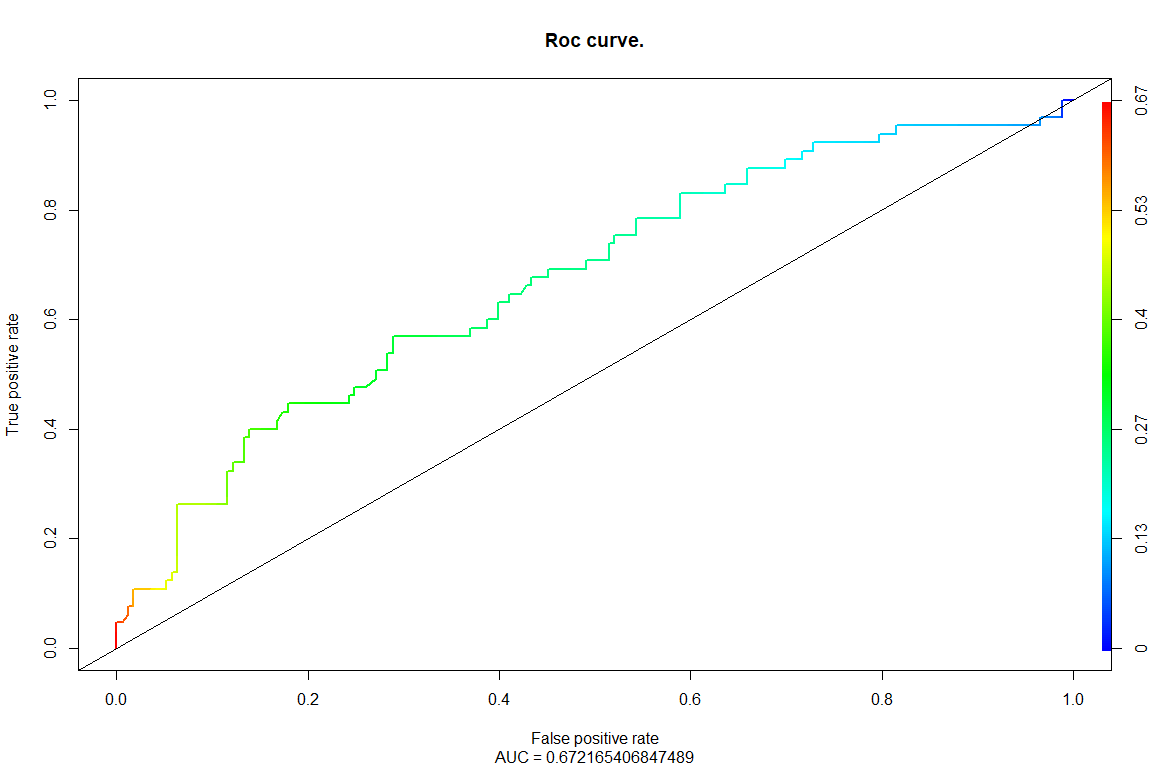 Roc curve.
True positive rate
1.0
0.8
0.6
0.4
0.2
0.0
0.67
0.53
0.4
0.27
0.13
0
0.0 0.2 0.4 0.6 0.8 1.0
False positive rate
AUC = 0.672165406847489